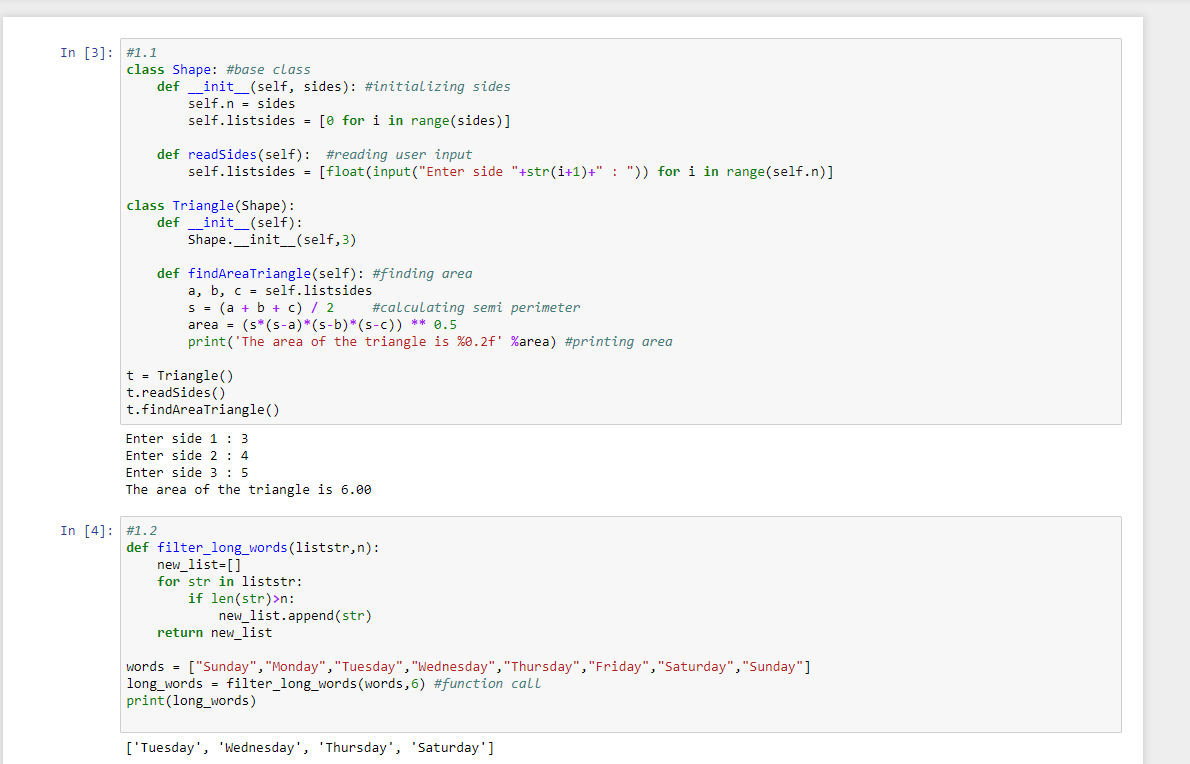 In [3]: #1.1
class Shape: #base class
    def __init__(self, sides): #initializing sides
        self.n = sides
        self.listsides = [0 for i in range(sides)]

    def readSides(self):  #reading user input
        self.listsides = [float(input("Enter side "+str(i+1)+" : ")) for i in range(self.n)]

class Triangle(Shape):
    def __init__(self):
        Shape.__init__(self,3)

    def findAreaTriangle(self): #finding area
        a, b, c = self.listsides
        s = (a + b + c) / 2     #calculating semi perimeter
        area = (s*(s-a)*(s-b)*(s-c)) ** 0.5
        print('The area of the triangle is %0.2f' %area) #printing area

t = Triangle()
t.readSides()
t.findAreaTriangle()
Enter side 1 : 3
Enter side 2 : 4
Enter side 3 : 5
The area of the triangle is 6.00
In [4]: #1.2
def filter_long_words(liststr,n):
    new_list=[]
    for str in liststr:
        if len(str)>n:
            new_list.append(str)
    return new_list

words = ["Sunday","Monday","Tuesday","Wednesday","Thursday","Friday","Saturday","Sunday"]
long_words = filter_long_words(words,6) #function call
print(long_words)
['Tuesday', 'Wednesday', 'Thursday', 'Saturday']